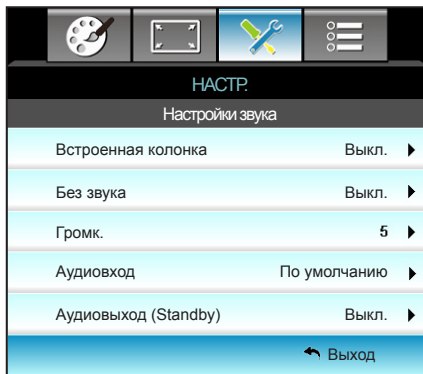 НАСТР.
Настройки звука
Встроенная колонка Выкл.
Без звука Выкл.
Громк. 5
Аудиовход По умолчанию
Аудиовыход (Standby) Выкл.
Выход